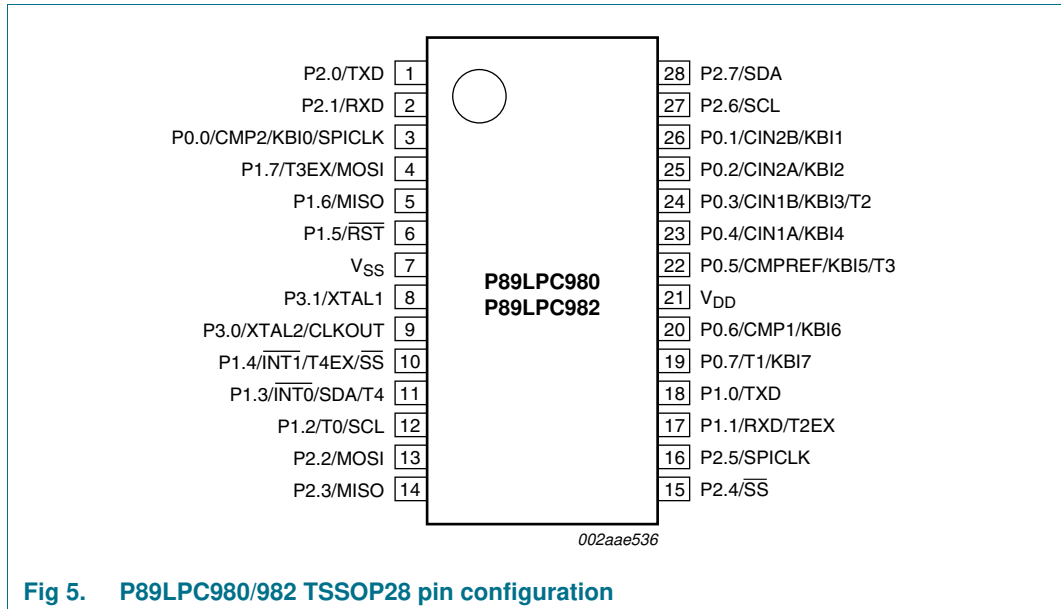 P2.0/TXD 1
P2.1/RXD 2
P0.0/CMP2/KBI0/SPICLK 3
P1.7/T3EX/MOSI 4
P1.6/MISO 5
P1.5/R̅S̅T̅ 6
VSS 7
P3.1/XTAL1 8
P3.0/XTAL2/CLKOUT 9
P1.4/I̅N̅T̅1̅/T4EX/S̅S̅ 10
P1.3/I̅N̅T̅0̅/SDA/T4 11
P1.2/T0/SCL 12
P2.2/MOSI 13
P2.3/MISO 14
P89LPC980
P89LPC982
28 P2.7/SDA
27 P2.6/SCL
26 P0.1/CIN2B/KBI1
25 P0.2/CIN2A/KBI2
24 P0.3/CIN1B/KBI3/T2
23 P0.4/CIN1A/KBI4
22 P0.5/CMPREF/KBI5/T3
21 VDD
20 P0.6/CMP1/KBI6
19 P0.7/T1/KBI7
18 P1.0/TXD
17 P1.1/RXD/T2EX
16 P2.5/SPICLK
15 P2.4/S̅S̅
002aae536
Fig 5. P89LPC980/982 TSSOP28 pin configuration